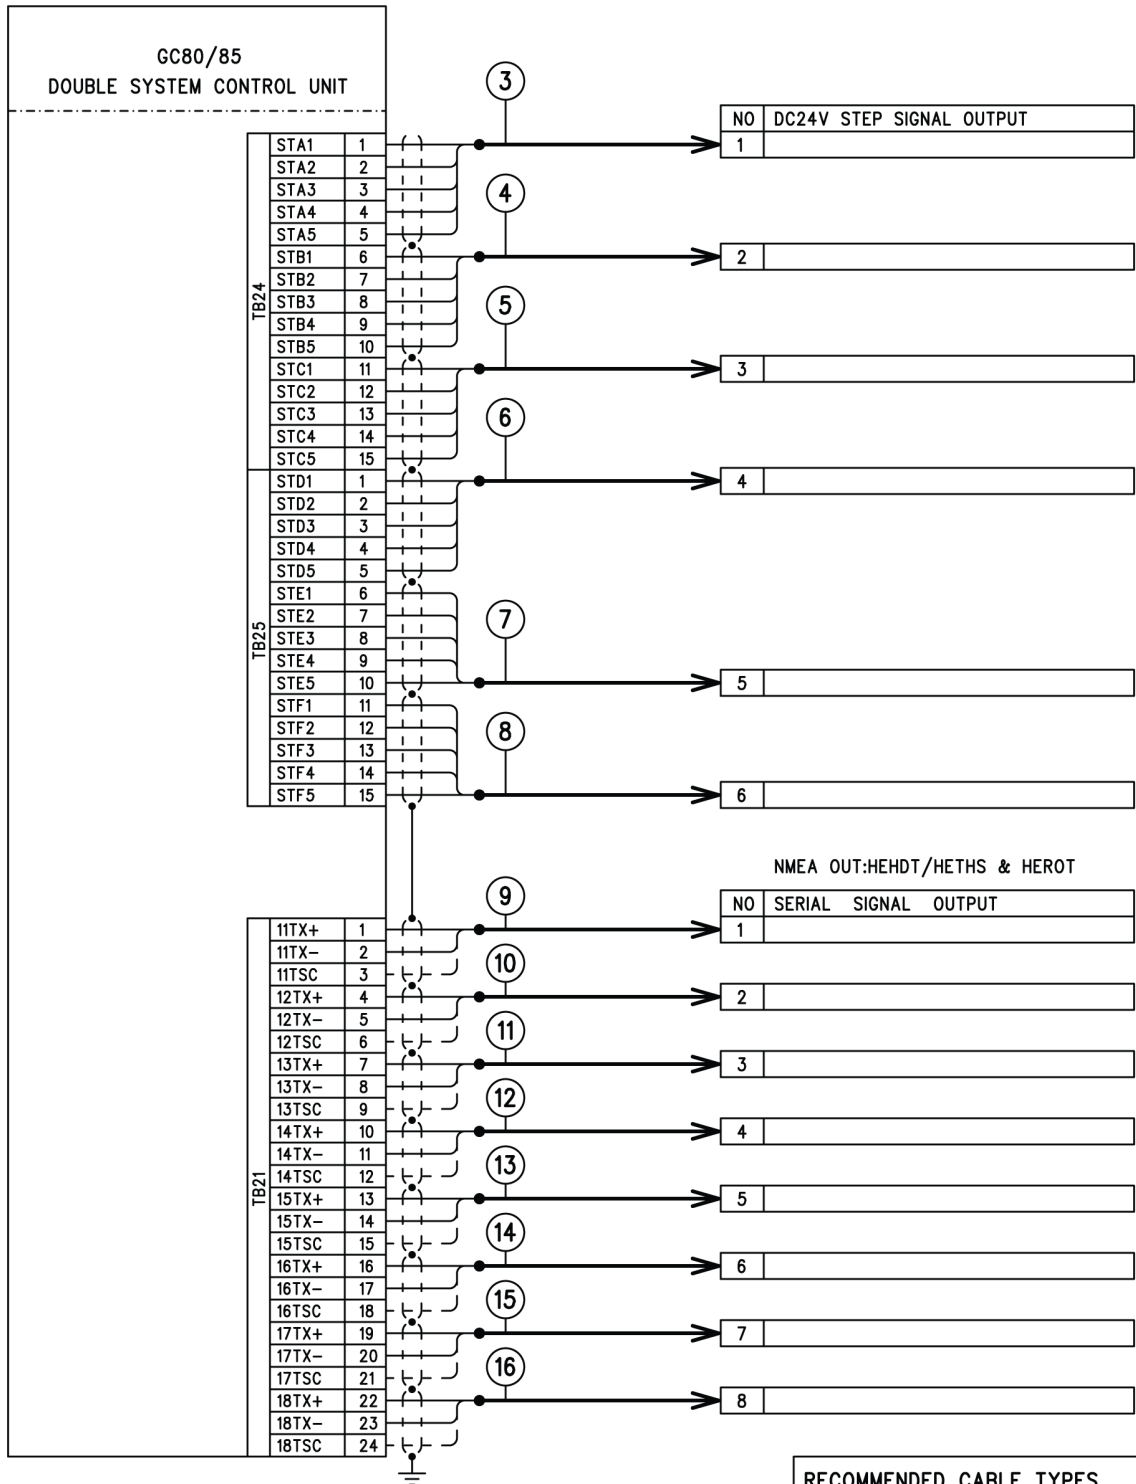 GC80/85
DOUBLE SYSTEM CONTROL UNIT
3
NO DC24V STEP SIGNAL OUTPUT
TB24
STA1 1
1
STA2 2
STA3 3
4
STA4 4
STA5 5
STB1 6
2
STB2 7
STB3 8
5
STB4 9
STB5 10
STC1 11
3
STC2 12
STC3 13
6
STC4 14
STC5 15
TB25
STD1 1
4
STD2 2
STD3 3
STD4 4
STD5 5
STE1 6
STE2 7
7
STE3 8
STE4 9
STE5 10
5
STF1 11
STF2 12
8
STF3 13
STF4 14
STF5 15
6
NMEA OUT:HEHDT/HETHS & HEROT
9
NO SERIAL SIGNAL OUTPUT
TB21
11TX+ 1
1
11TX- 2
10
11TSC 3
12TX+ 4
2
12TX- 5
11
12TSC 6
13TX+ 7
3
13TX- 8
12
13TSC 9
14TX+ 10
4
14TX- 11
13
14TSC 12
15TX+ 13
5
15TX- 14
14
15TSC 15
16TX+ 16
6
16TX- 17
15
16TSC 18
17TX+ 19
7
17TX- 20
16
17TSC 21
18TX+ 22
8
18TX- 23
18TSC 24
RECOMMENDED CABLE TYPES